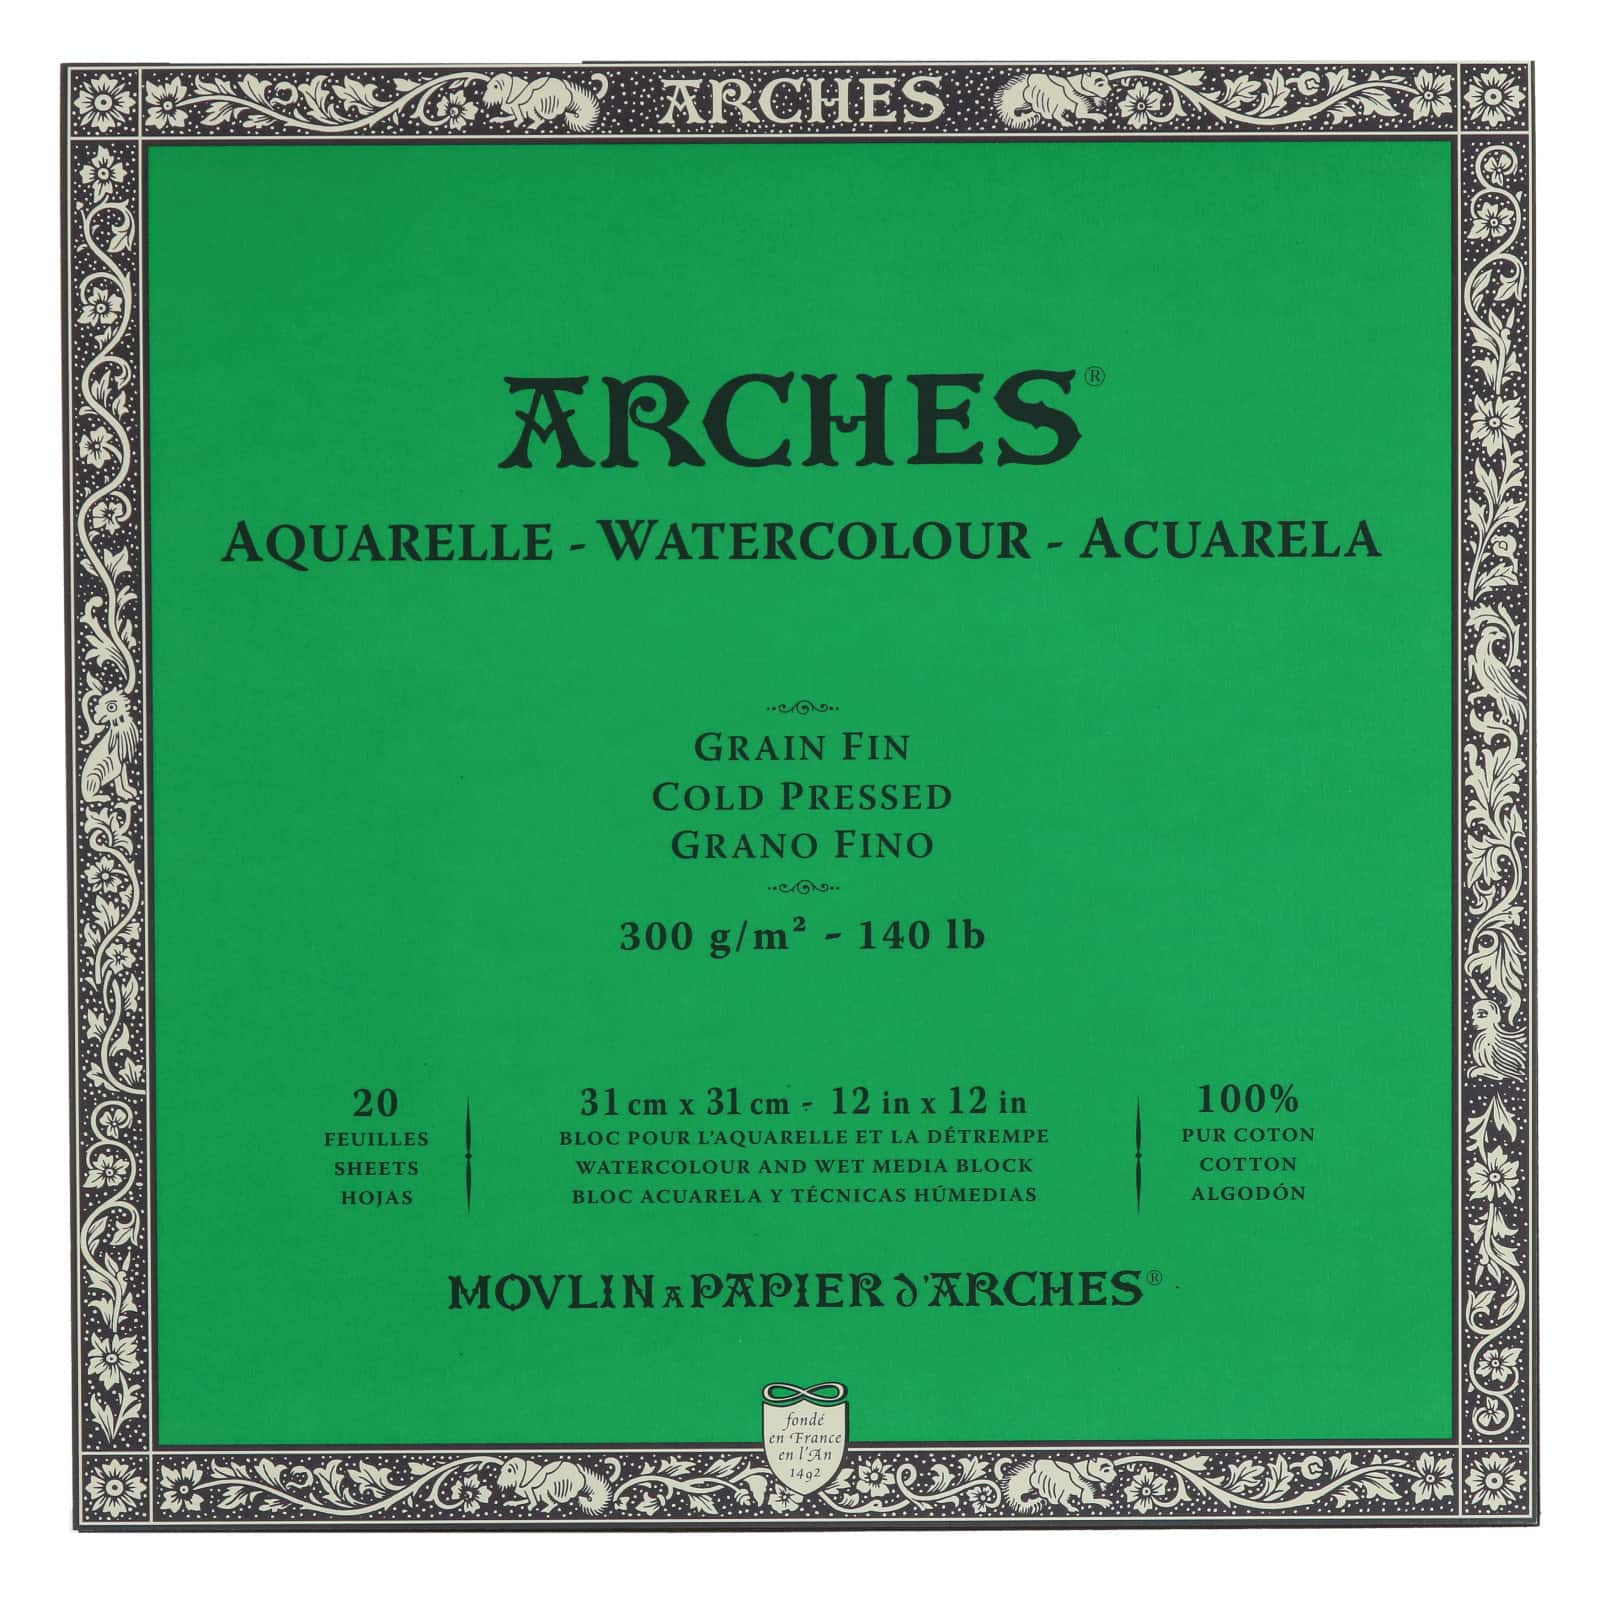 ARCHES
ARCHES®
AQUARELLE - WATERCOLOUR - ACUARELA
GRAIN FIN
COLD PRESSED
GRANO FINO
300 g/m² - 140 lb
20
FEUILLES
SHEETS
HOJAS
31 cm x 31 cm - 12 in x 12 in
BLOC POUR L'AQUARELLE ET LA DÉTREMPE
WATERCOLOUR AND WET MEDIA BLOCK
BLOC ACUARELA Y TÉCNICAS HÚMEDIAS
100%
PUR COTON
COTTON
ALGODÓN
MOVLIN A PAPIER d'ARCHES®
fondé
en France
en l'An
1492